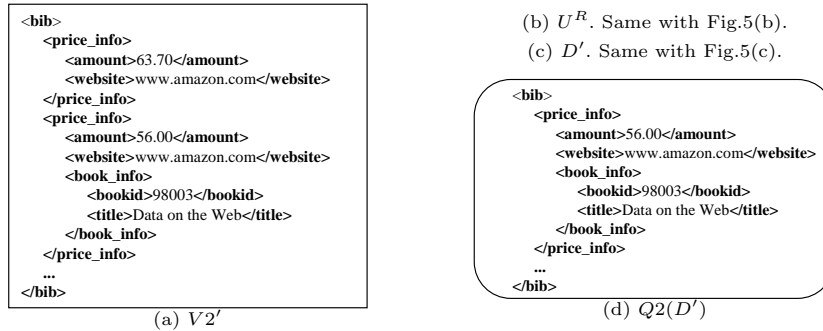 <bib>
<price_info>
<amount>63.70</amount>
<website>www.amazon.com</website>
</price_info>
<price_info>
<amount>56.00</amount>
<website>www.amazon.com</website>
<book_info>
<bookid>98003</bookid>
<title>Data on the Web</title>
</book_info>
</price_info>
...
</bib>
(a) V2′
(b) U^R. Same with Fig.5(b).
(c) D′. Same with Fig.5(c).
<bib>
<price_info>
<amount>56.00</amount>
<website>www.amazon.com</website>
<book_info>
<bookid>98003</bookid>
<title>Data on the Web</title>
</book_info>
</price_info>
...
</bib>
(d) Q2(D′)